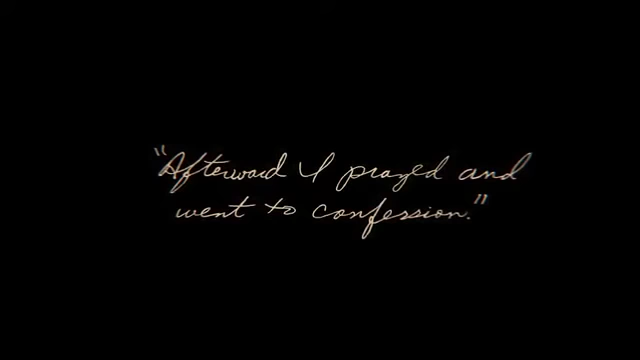 "Afterward I prayed and
went to confession."